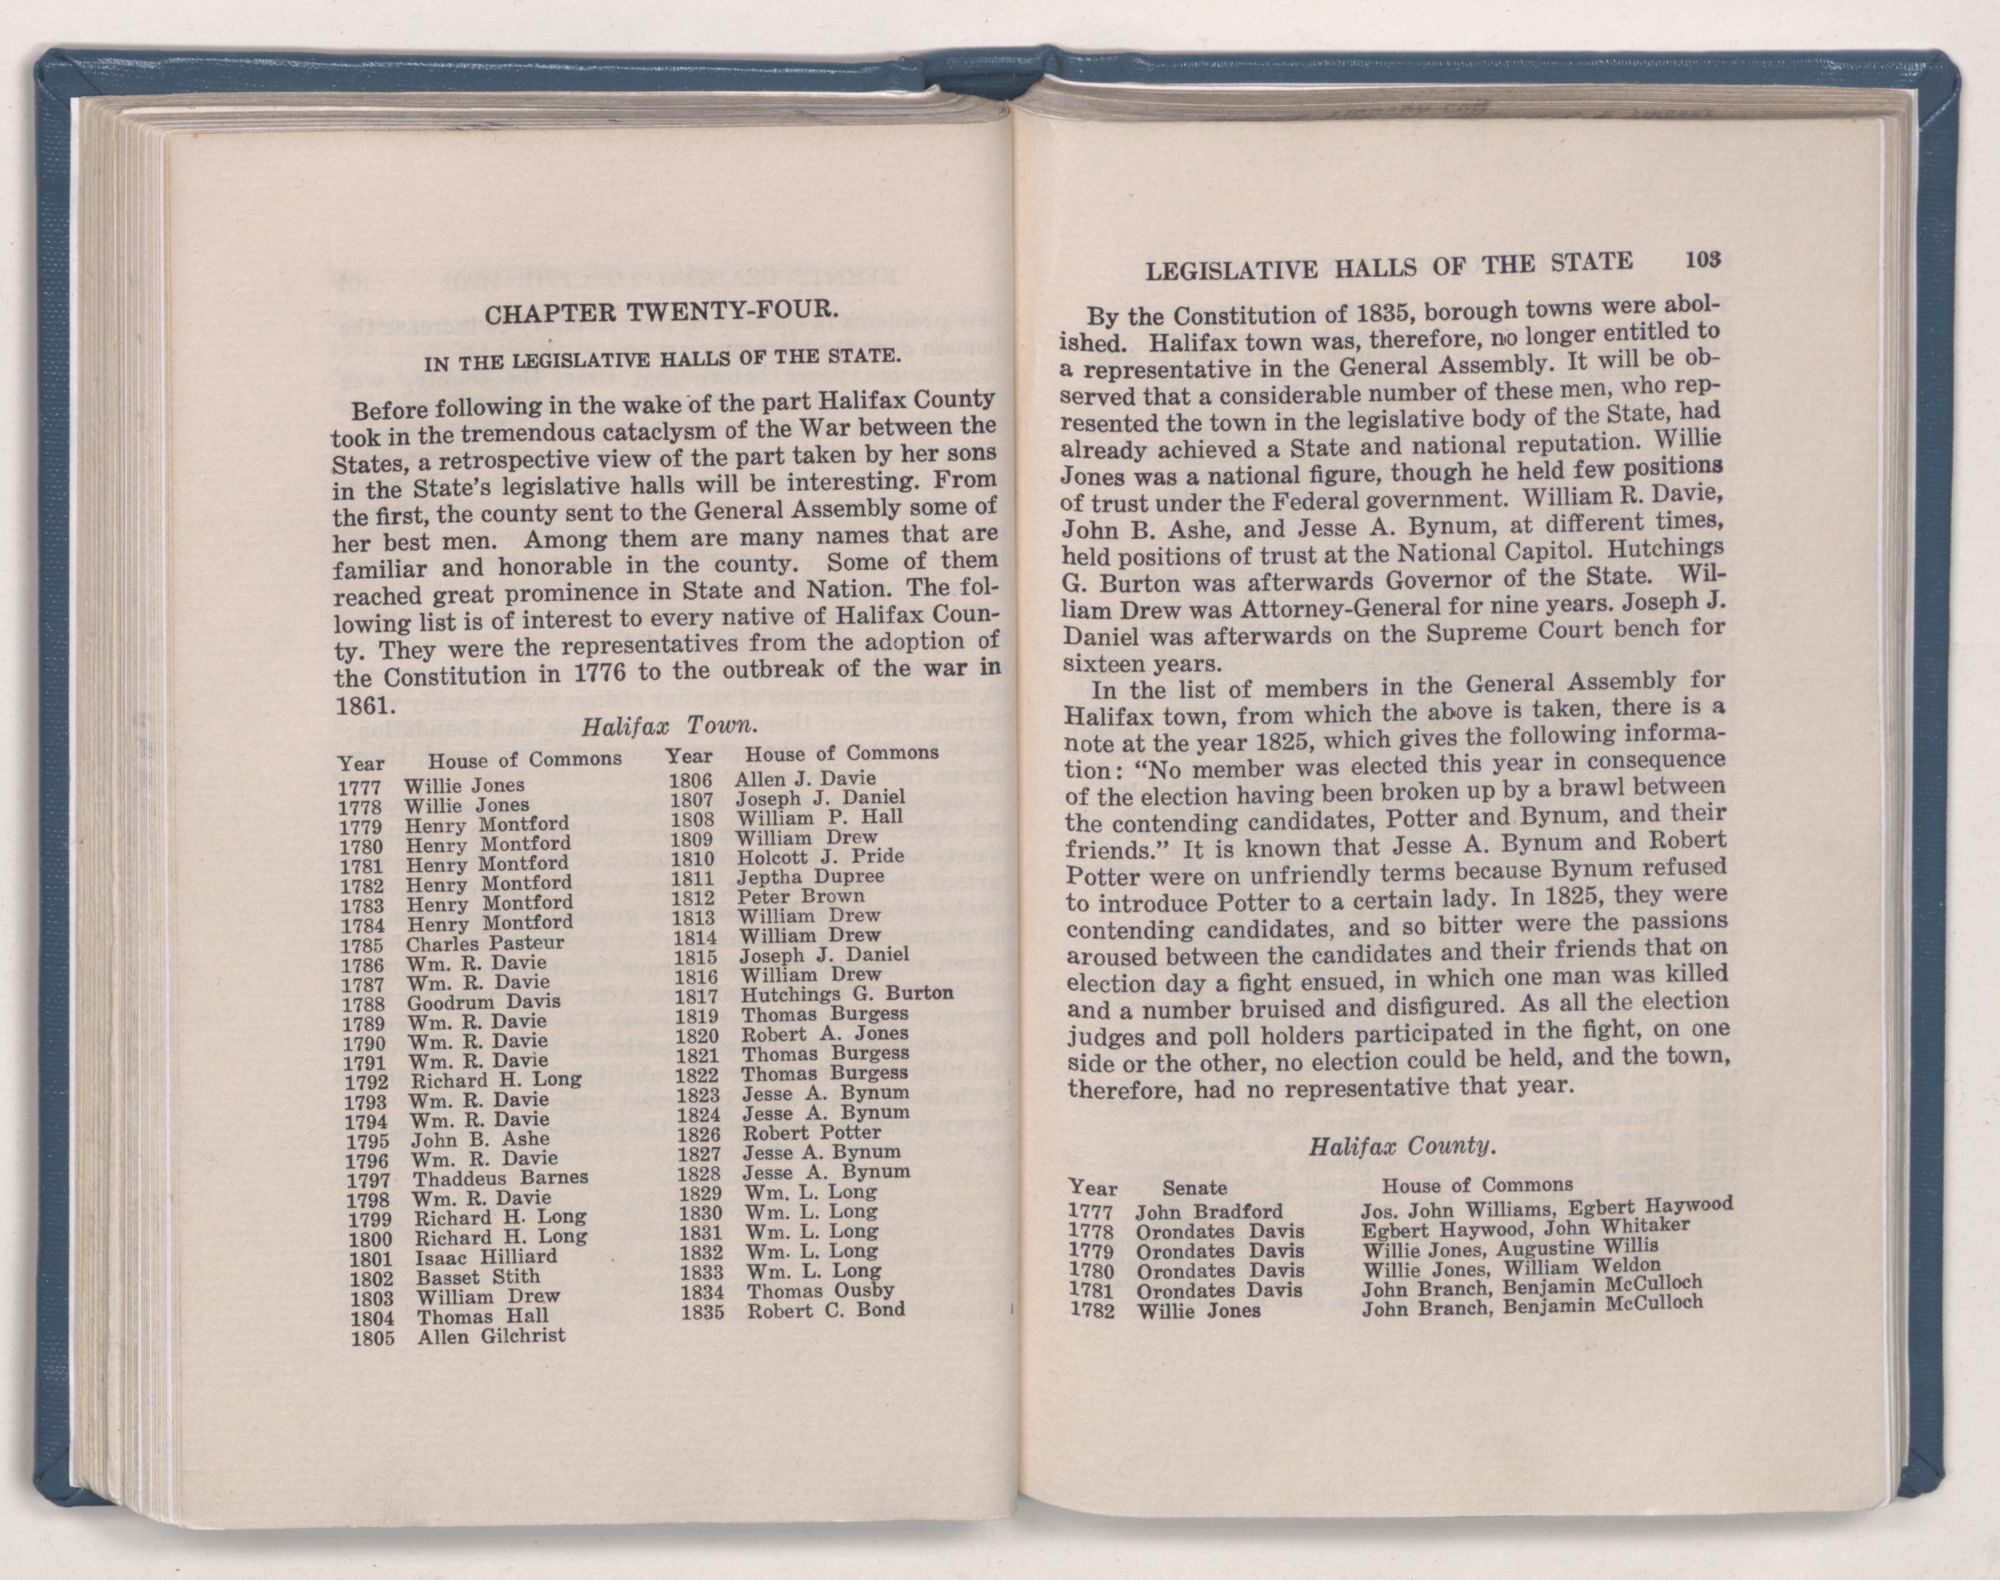 CHAPTER TWENTY-FOUR.
IN THE LEGISLATIVE HALLS OF THE STATE.
Before following in the wake of the part Halifax County
took in the tremendous cataclysm of the War between the
States, a retrospective view of the part taken by her sons
in the State's legislative halls will be interesting. From
the first, the county sent to the General Assembly some of
her best men. Among them are many names that are
familiar and honorable in the county. Some of them
reached great prominence in State and Nation. The fol-
lowing list is of interest to every native of Halifax Coun-
ty. They were the representatives from the adoption of
the Constitution in 1776 to the outbreak of the war in
1861.
Halifax Town.
Year House of Commons
1777 Willie Jones
1778 Willie Jones
1779 Henry Montford
1780 Henry Montford
1781 Henry Montford
1782 Henry Montford
1783 Henry Montford
1784 Henry Montford
1785 Charles Pasteur
1786 Wm. R. Davie
1787 Wm. R. Davie
1788 Goodrum Davis
1789 Wm. R. Davie
1790 Wm. R. Davie
1791 Wm. R. Davie
1792 Richard H. Long
1793 Wm. R. Davie
1794 Wm. R. Davie
1795 John B. Ashe
1796 Wm. R. Davie
1797 Thaddeus Barnes
1798 Wm. R. Davie
1799 Richard H. Long
1800 Richard H. Long
1801 Isaac Hilliard
1802 Basset Stith
1803 William Drew
1804 Thomas Hall
1805 Allen Gilchrist
Year House of Commons
1806 Allen J. Davie
1807 Joseph J. Daniel
1808 William P. Hall
1809 William Drew
1810 Holcott J. Pride
1811 Jeptha Dupree
1812 Peter Brown
1813 William Drew
1814 William Drew
1815 Joseph J. Daniel
1816 William Drew
1817 Hutchings G. Burton
1819 Thomas Burgess
1820 Robert A. Jones
1821 Thomas Burgess
1822 Thomas Burgess
1823 Jesse A. Bynum
1824 Jesse A. Bynum
1826 Robert Potter
1827 Jesse A. Bynum
1828 Jesse A. Bynum
1829 Wm. L. Long
1830 Wm. L. Long
1831 Wm. L. Long
1832 Wm. L. Long
1833 Wm. L. Long
1834 Thomas Ousby
1835 Robert C. Bond
LEGISLATIVE HALLS OF THE STATE 103
By the Constitution of 1835, borough towns were abol-
ished. Halifax town was, therefore, no longer entitled to
a representative in the General Assembly. It will be ob-
served that a considerable number of these men, who rep-
resented the town in the legislative body of the State, had
already achieved a State and national reputation. Willie
Jones was a national figure, though he held few positions
of trust under the Federal government. William R. Davie,
John B. Ashe, and Jesse A. Bynum, at different times,
held positions of trust at the National Capitol. Hutchings
G. Burton was afterwards Governor of the State. Wil-
liam Drew was Attorney-General for nine years. Joseph J.
Daniel was afterwards on the Supreme Court bench for
sixteen years.
In the list of members in the General Assembly for
Halifax town, from which the above is taken, there is a
note at the year 1825, which gives the following informa-
tion: "No member was elected this year in consequence
of the election having been broken up by a brawl between
the contending candidates, Potter and Bynum, and their
friends." It is known that Jesse A. Bynum and Robert
Potter were on unfriendly terms because Bynum refused
to introduce Potter to a certain lady. In 1825, they were
contending candidates, and so bitter were the passions
aroused between the candidates and their friends that on
election day a fight ensued, in which one man was killed
and a number bruised and disfigured. As all the election
judges and poll holders participated in the fight, on one
side or the other, no election could be held, and the town,
therefore, had no representative that year.
Halifax County.
Year Senate House of Commons
1777 John Bradford Jos. John Williams, Egbert Haywood
1778 Orondates Davis Egbert Haywood, John Whitaker
1779 Orondates Davis Willie Jones, Augustine Willis
1780 Orondates Davis Willie Jones, William Weldon
1781 Orondates Davis John Branch, Benjamin McCulloch
1782 Willie Jones John Branch, Benjamin McCulloch